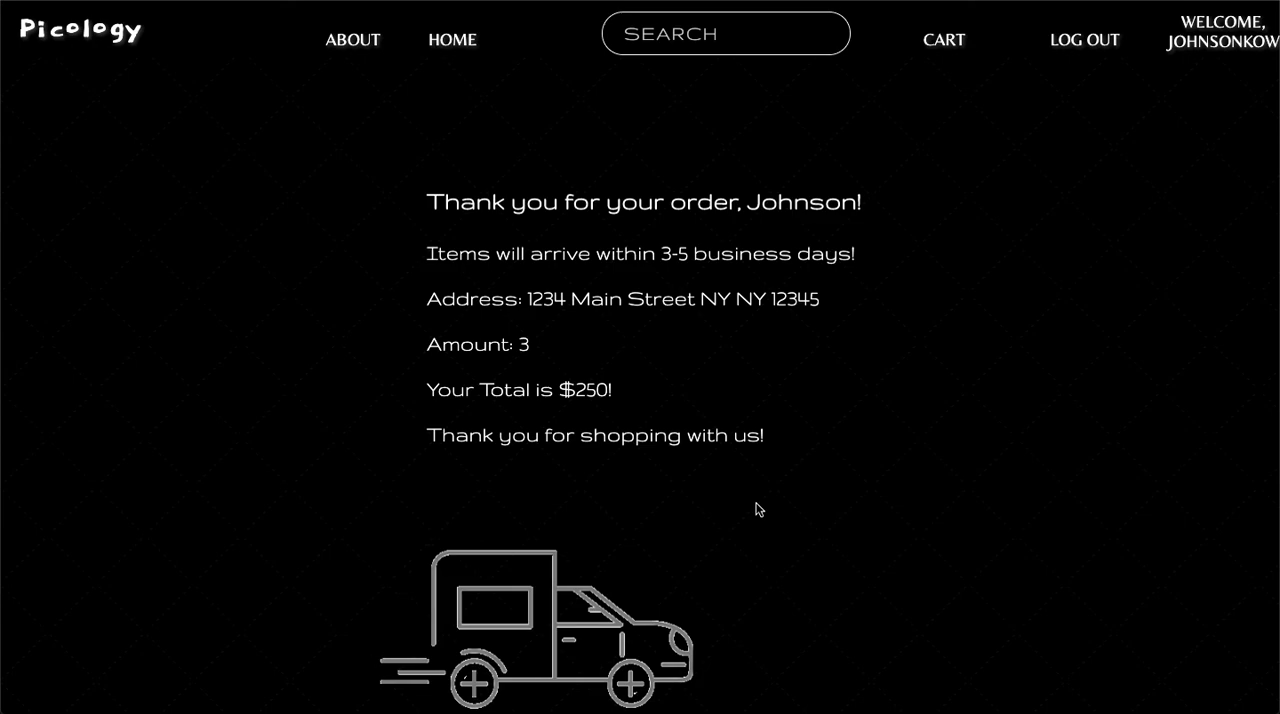 Picology
ABOUT
HOME
SEARCH
CART
LOG OUT
WELCOME,
JOHNSONKOW
Thank you for your order, Johnson!
Items will arrive within 3-5 business days!
Address: 1234 Main Street NY NY 12345
Amount: 3
Your Total is $250!
Thank you for shopping with us!